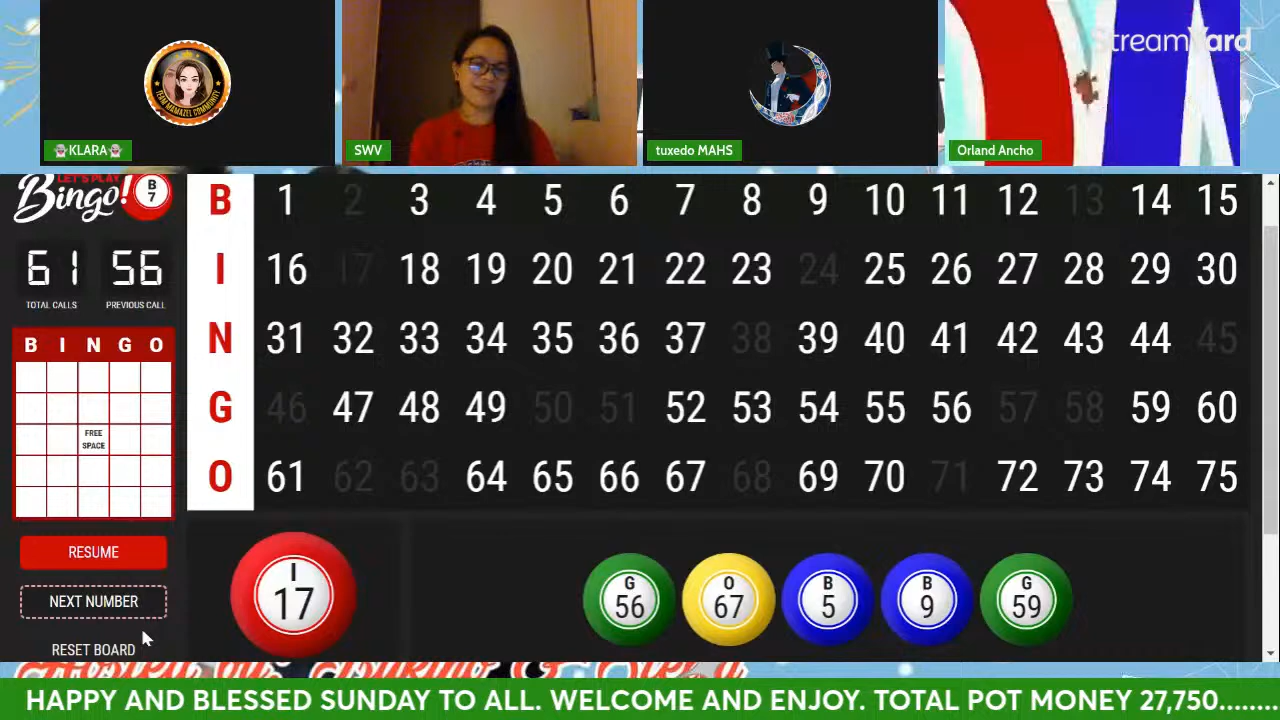 StreamYard
TEAM MAMAZEL COMMUNITY
👻KLARA👻
SWV
tuxedo MAHS
Orland Ancho
LET'S PLAY
Bingo!
B
7
B 1 2 3 4 5 6 7 8 9 10 11 12 13 14 15
61 56
TOTAL CALLS PREVIOUS CALL
I 16 17 18 19 20 21 22 23 24 25 26 27 28 29 30
N 31 32 33 34 35 36 37 38 39 40 41 42 43 44 45
G 46 47 48 49 50 51 52 53 54 55 56 57 58 59 60
O 61 62 63 64 65 66 67 68 69 70 71 72 73 74 75
B I N G O
FREE
SPACE
RESUME
NEXT NUMBER
RESET BOARD
I
17
G
56
O
67
B
5
B
9
G
59
HAPPY AND BLESSED SUNDAY TO ALL. WELCOME AND ENJOY. TOTAL POT MONEY 27,750........